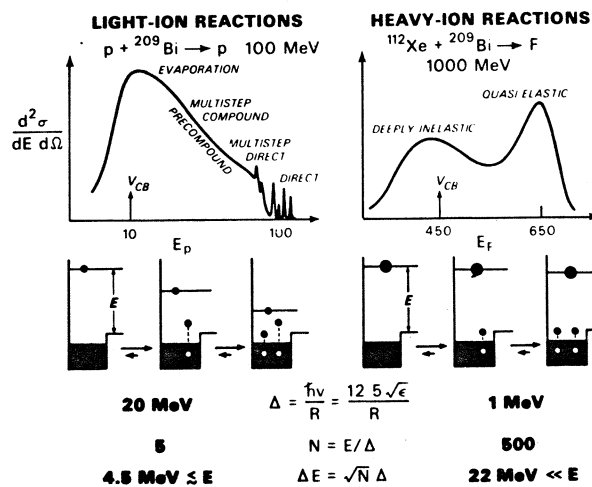 LIGHT-ION REACTIONS
p + ²⁰⁹Bi → p 100 MeV
EVAPORATION
MULTISTEP
COMPOUND
PRECOMPOUND
MULTISTEP
DIRECT
DIRECT
d²σ
dE dΩ
V_CB
10
100
E_p
HEAVY-ION REACTIONS
¹¹²Xe + ²⁰⁹Bi → F
1000 MeV
QUASI ELASTIC
DEEPLY INELASTIC
V_CB
450
650
E_F
E
E
20 MeV
Δ = ħv/R = 12 5 √ε/R
1 MeV
5
N = E/Δ
500
4.5 MeV ≲ E
ΔE = √N Δ
22 MeV << E